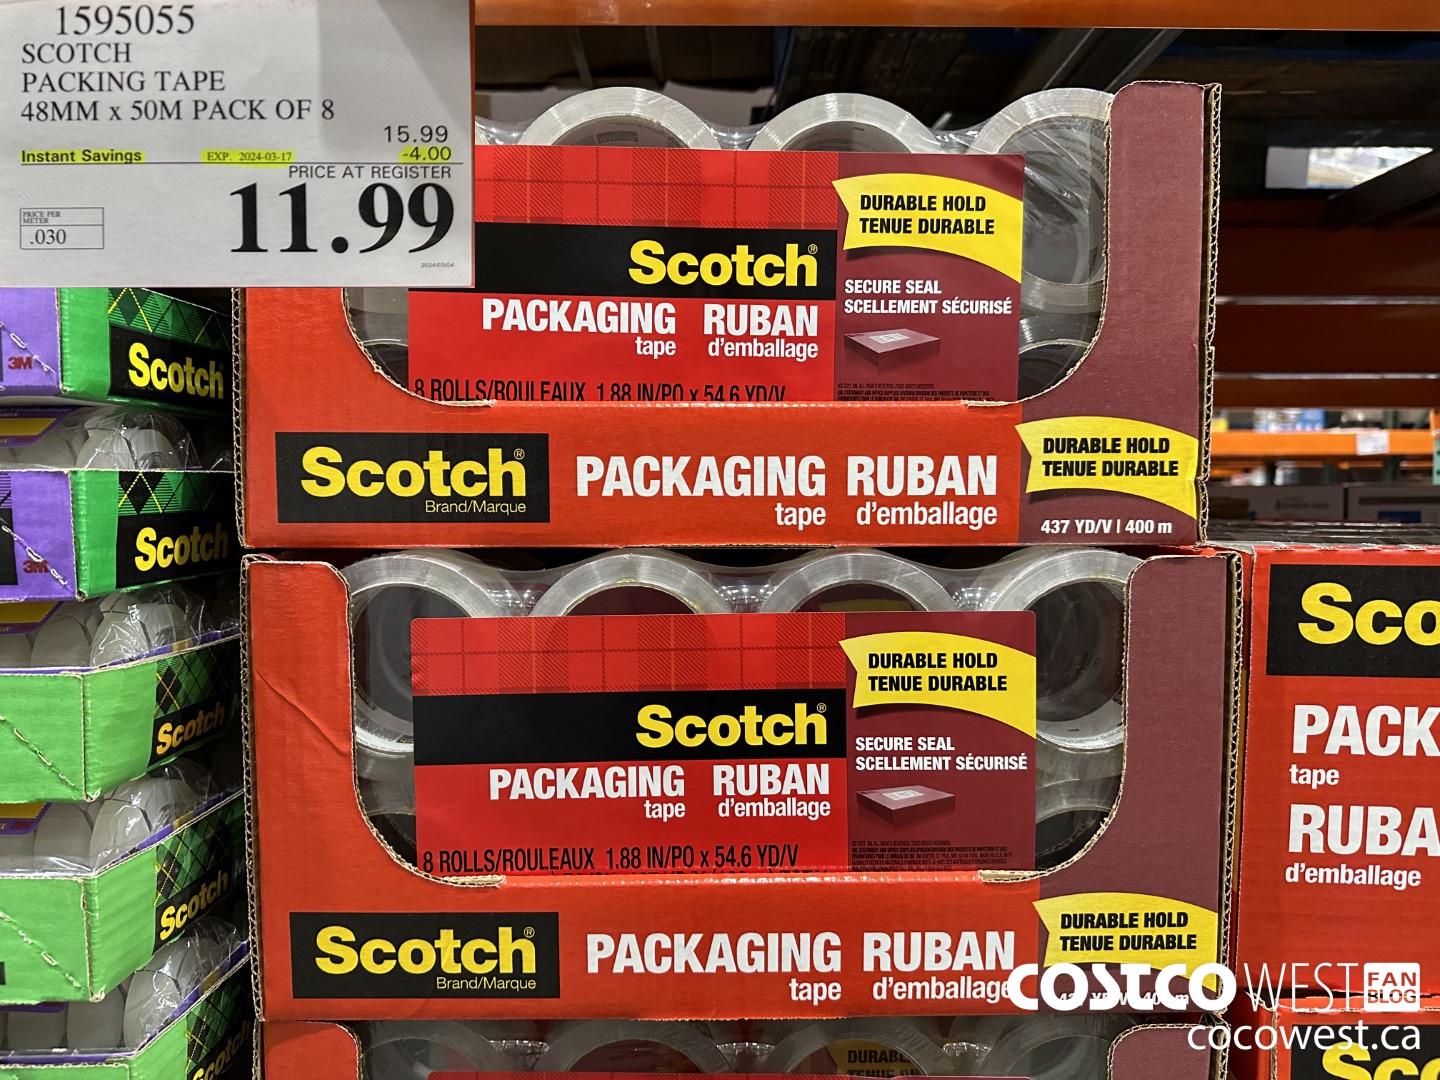 1595055
SCOTCH
PACKING TAPE
48MM x 50M PACK OF 8
15.99
Instant Savings EXP. 2024-03-17 -4.00
PRICE AT REGISTER
11.99
PRICE PER
METER
.030
2024/03/04
DURABLE HOLD
TENUE DURABLE
Scotch®
SECURE SEAL
SCELLEMENT SÉCURISÉ
PACKAGING RUBAN
tape d'emballage
8 ROLLS/ROULEAUX 1.88 IN/PO x 54.6 YD/V
Scotch®
Brand/Marque
PACKAGING RUBAN
tape d'emballage
DURABLE HOLD
TENUE DURABLE
437 YD/V | 400 m
DURABLE HOLD
TENUE DURABLE
Scotch®
SECURE SEAL
SCELLEMENT SÉCURISÉ
PACKAGING RUBAN
tape d'emballage
8 ROLLS/ROULEAUX 1.88 IN/PO x 54.6 YD/V
Scotch®
Brand/Marque
PACKAGING RUBAN
tape d'emballage
DURABLE HOLD
TENUE DURABLE
3M
Scotch
3M
Scotch
Scotch
Scotch
Scotch
Sco
PACK
tape
RUBA
d'emballage
Sco
DURABL
COSTCO WEST FAN BLOG
cocowest.ca